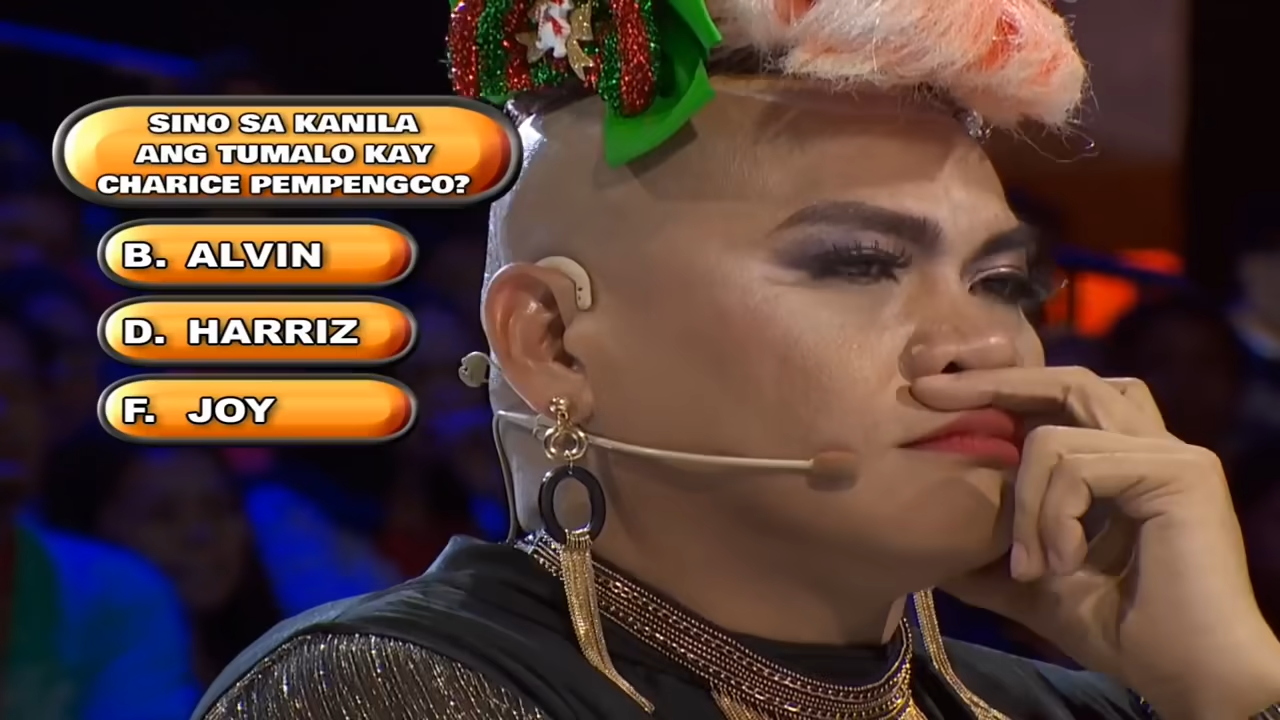 SINO SA KANILA
ANG TUMALO KAY
CHARICE PEMPENGCO?
B. ALVIN
D. HARRIZ
F. JOY